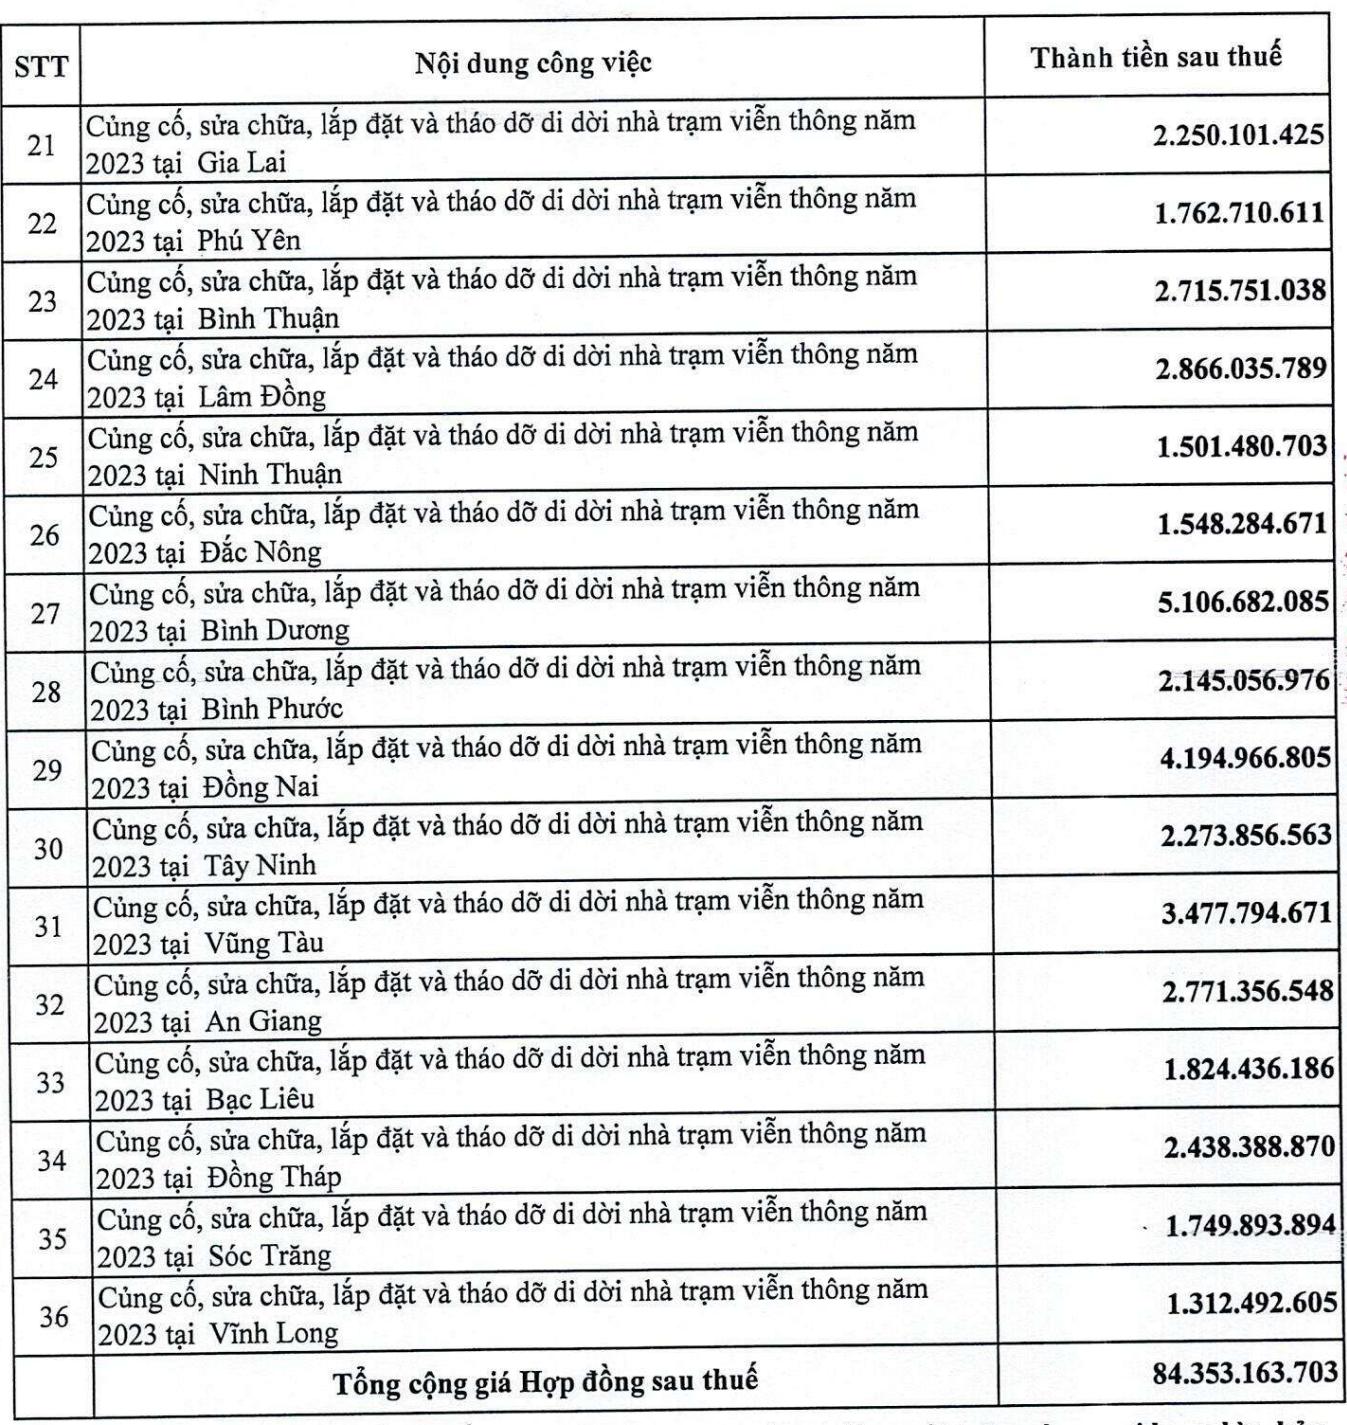 STT Nội dung công việc Thành tiền sau thuế
21 Củng cố, sửa chữa, lắp đặt và tháo dỡ di dời nhà trạm viễn thông năm 2.250.101.425
2023 tại Gia Lai
22 Củng cố, sửa chữa, lắp đặt và tháo dỡ di dời nhà trạm viễn thông năm 1.762.710.611
2023 tại Phú Yên
23 Củng cố, sửa chữa, lắp đặt và tháo dỡ di dời nhà trạm viễn thông năm 2.715.751.038
2023 tại Bình Thuận
24 Củng cố, sửa chữa, lắp đặt và tháo dỡ di dời nhà trạm viễn thông năm 2.866.035.789
2023 tại Lâm Đồng
25 Củng cố, sửa chữa, lắp đặt và tháo dỡ di dời nhà trạm viễn thông năm 1.501.480.703
2023 tại Ninh Thuận
26 Củng cố, sửa chữa, lắp đặt và tháo dỡ di dời nhà trạm viễn thông năm 1.548.284.671
2023 tại Đắc Nông
27 Củng cố, sửa chữa, lắp đặt và tháo dỡ di dời nhà trạm viễn thông năm 5.106.682.085
2023 tại Bình Dương
28 Củng cố, sửa chữa, lắp đặt và tháo dỡ di dời nhà trạm viễn thông năm 2.145.056.976
2023 tại Bình Phước
29 Củng cố, sửa chữa, lắp đặt và tháo dỡ di dời nhà trạm viễn thông năm 4.194.966.805
2023 tại Đồng Nai
30 Củng cố, sửa chữa, lắp đặt và tháo dỡ di dời nhà trạm viễn thông năm 2.273.856.563
2023 tại Tây Ninh
31 Củng cố, sửa chữa, lắp đặt và tháo dỡ di dời nhà trạm viễn thông năm 3.477.794.671
2023 tại Vũng Tàu
32 Củng cố, sửa chữa, lắp đặt và tháo dỡ di dời nhà trạm viễn thông năm 2.771.356.548
2023 tại An Giang
33 Củng cố, sửa chữa, lắp đặt và tháo dỡ di dời nhà trạm viễn thông năm 1.824.436.186
2023 tại Bạc Liêu
34 Củng cố, sửa chữa, lắp đặt và tháo dỡ di dời nhà trạm viễn thông năm 2.438.388.870
2023 tại Đồng Tháp
35 Củng cố, sửa chữa, lắp đặt và tháo dỡ di dời nhà trạm viễn thông năm 1.749.893.894
2023 tại Sóc Trăng
36 Củng cố, sửa chữa, lắp đặt và tháo dỡ di dời nhà trạm viễn thông năm 1.312.492.605
2023 tại Vĩnh Long
Tổng cộng giá Hợp đồng sau thuế 84.353.163.703